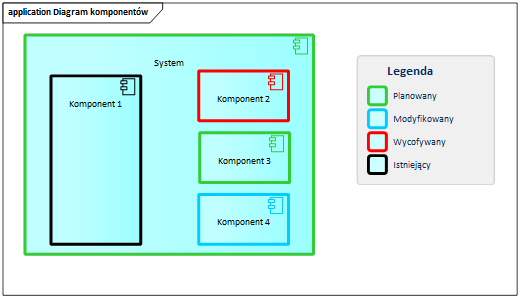 application Diagram komponentów
System
Komponent 1
Komponent 2
Komponent 3
Komponent 4
Legenda
Planowany
Modyfikowany
Wycofywany
Istniejący